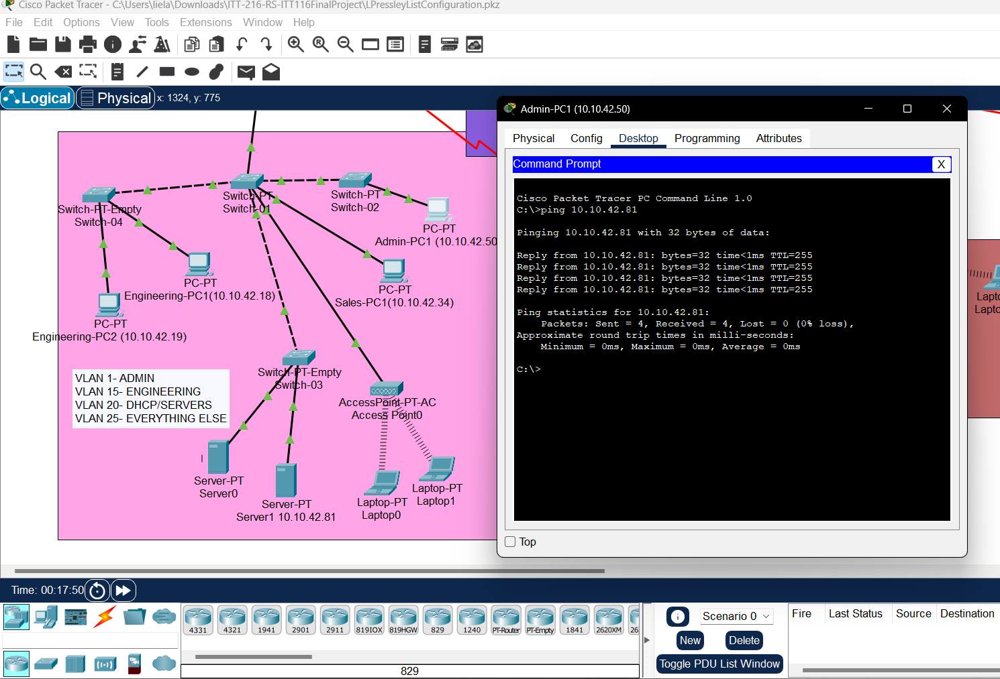 Cisco Packet Tracer - C:\Users\liela\Downloads\ITT-216-RS-ITT116FinalProject\LPressleyListConfiguration.pkz
File Edit Options View Tools Extensions Window Help
Logical Physical x: 1324, y: 775
Switch-PT-Empty
Switch-04
Switch-PT
Switch-01
Switch-PT
Switch-02
PC-PT
Admin-PC1 (10.10.42.50
PC-PT
Engineering-PC1(10.10.42.18)
PC-PT
Sales-PC1(10.10.42.34)
PC-PT
Engineering-PC2 (10.10.42.19)
Switch-PT-Empty
Switch-03
VLAN 1- ADMIN
VLAN 15- ENGINEERING
VLAN 20- DHCP/SERVERS
VLAN 25- EVERYTHING ELSE
AccessPoint-PT-AC
Access Point0
Server-PT
Server0
Server-PT
Server1 10.10.42.81
Laptop-PT
Laptop0
Laptop-PT
Laptop1
Admin-PC1 (10.10.42.50)
Physical Config Desktop Programming Attributes
Command Prompt
X
Cisco Packet Tracer PC Command Line 1.0
C:\>ping 10.10.42.81
Pinging 10.10.42.81 with 32 bytes of data:
Reply from 10.10.42.81: bytes=32 time<1ms TTL=255
Reply from 10.10.42.81: bytes=32 time<1ms TTL=255
Reply from 10.10.42.81: bytes=32 time<1ms TTL=255
Reply from 10.10.42.81: bytes=32 time<1ms TTL=255
Ping statistics for 10.10.42.81:
Packets: Sent = 4, Received = 4, Lost = 0 (0% loss),
Approximate round trip times in milli-seconds:
Minimum = 0ms, Maximum = 0ms, Average = 0ms
C:\>
Top
Lapto
Lapto
Time: 00:17:50
4331 4321 1941 2901 2911 819IOX 819HGW 829 1240 PT-Router PT-Empty 1841 2620XM 26
829
Scenario 0
New Delete
Toggle PDU List Window
Fire Last Status Source Destination